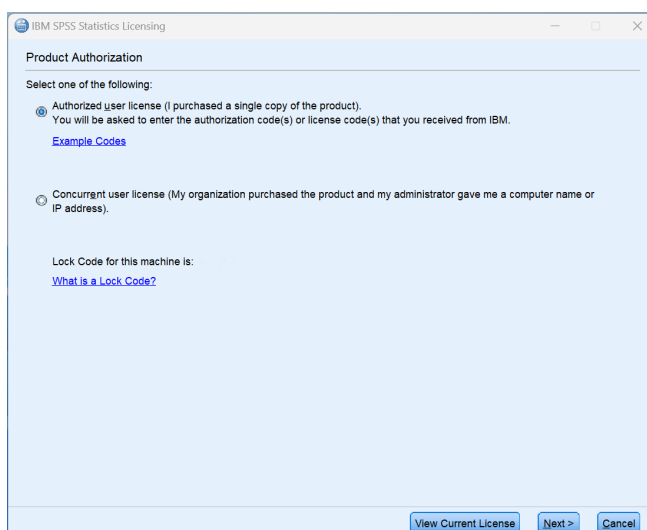 IBM SPSS Statistics Licensing
Product Authorization
Select one of the following:
Authorized user license (I purchased a single copy of the product).
You will be asked to enter the authorization code(s) or license code(s) that you received from IBM.
Example Codes
Concurrent user license (My organization purchased the product and my administrator gave me a computer name or
IP address).
Lock Code for this machine is:
What is a Lock Code?
View Current License
Next >
Cancel